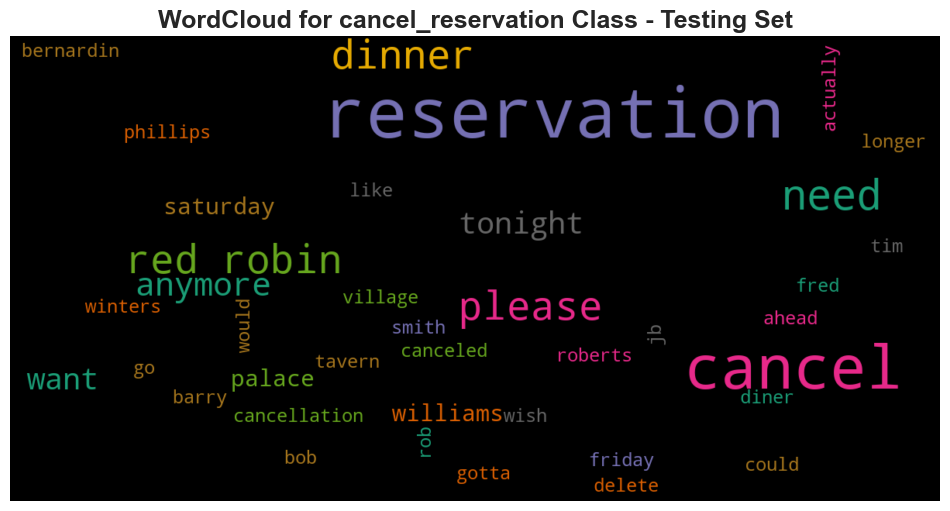 WordCloud for cancel_reservation Class - Testing Set
bernardin
dinner
actually
reservation
phillips
longer
like
need
saturday
tonight
tim
red robin
anymore
fred
village
winters
please
ahead
would
smith
jb
canceled
roberts
tavern
go
cancel
want
palace
barry
diner
cancellation
williams
wish
rob
bob
friday
could
gotta
delete